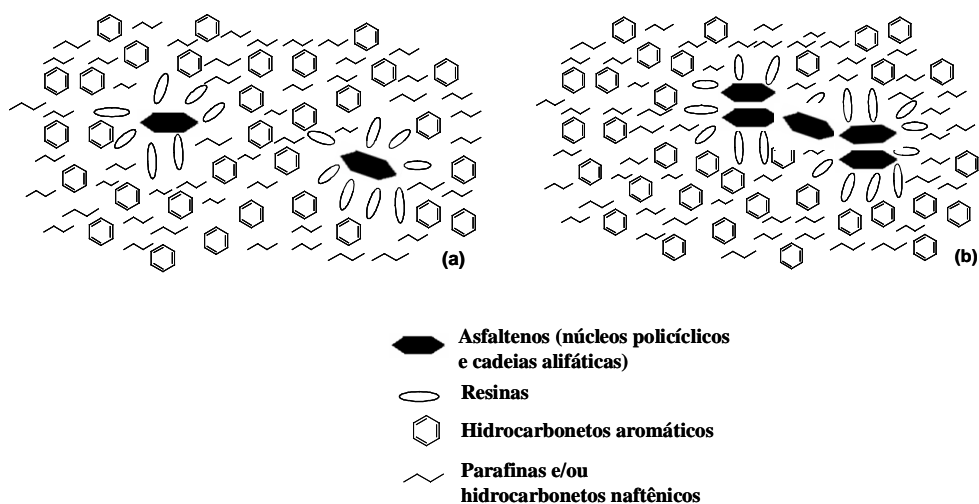 (a)
(b)
Asfaltenos (núcleos policíclicos
e cadeias alifáticas)
Resinas
Hidrocarbonetos aromáticos
Parafinas e/ou
hidrocarbonetos naftênicos